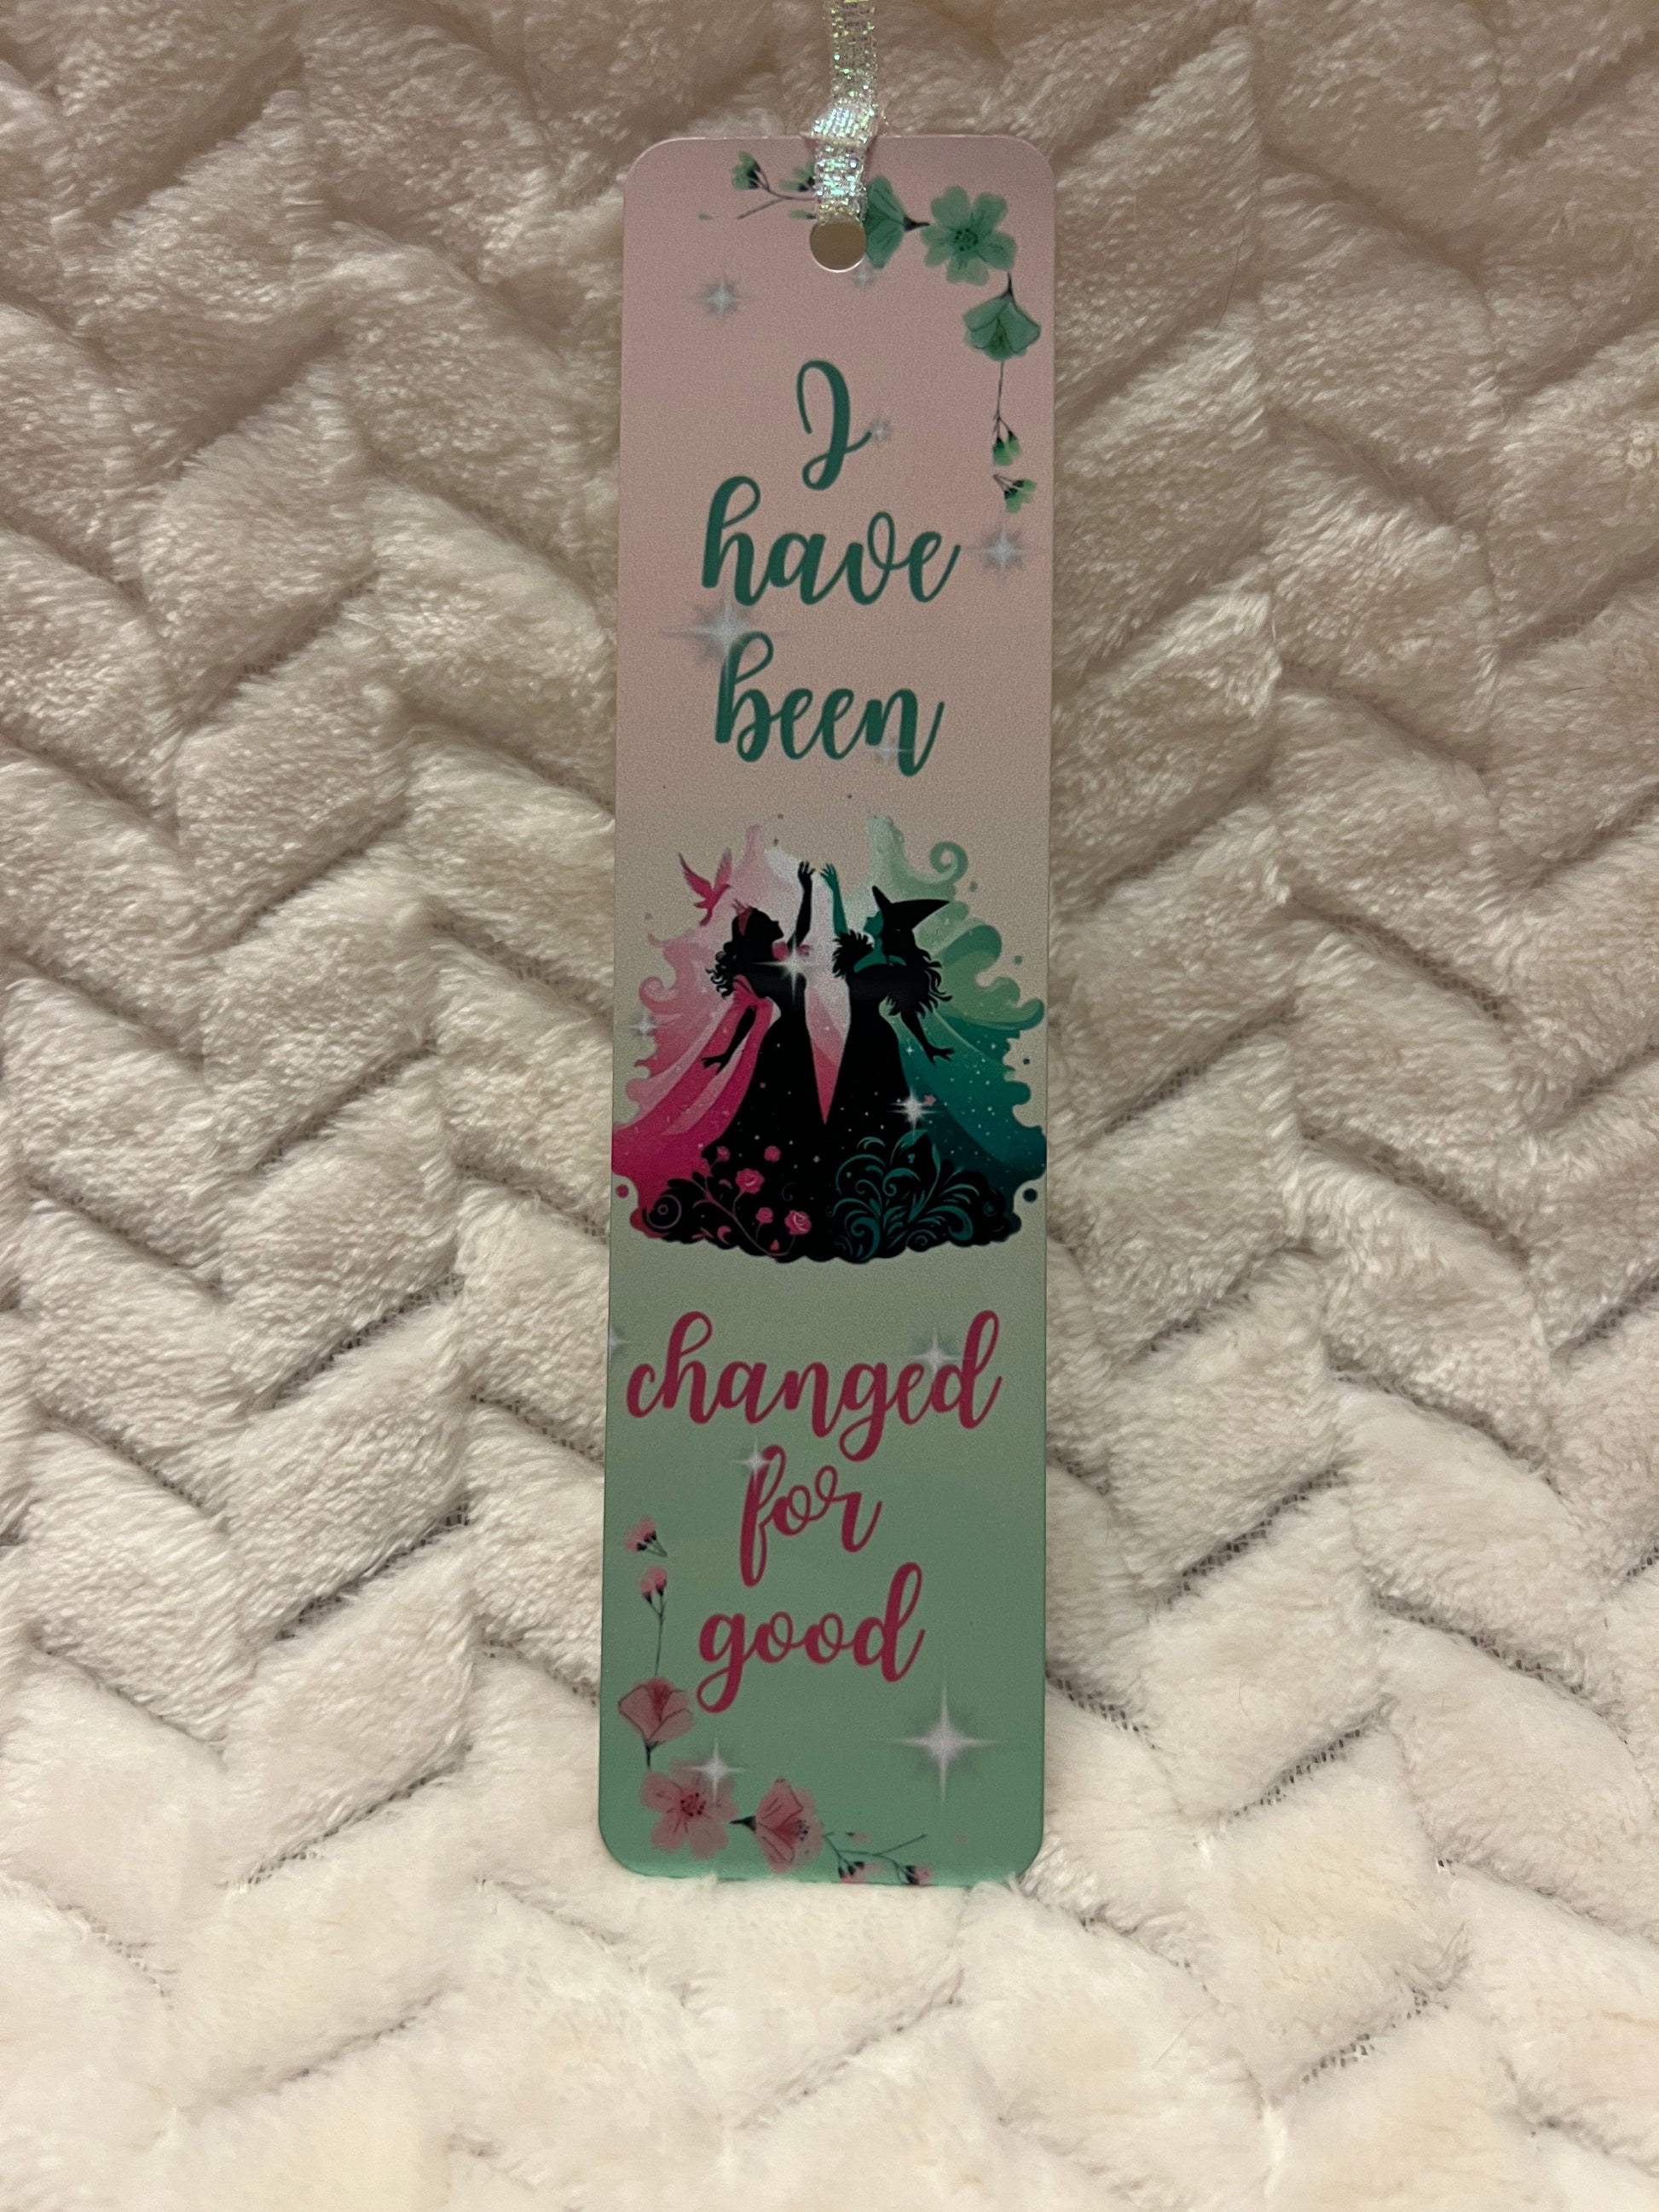 I
have
been
changed
for
good